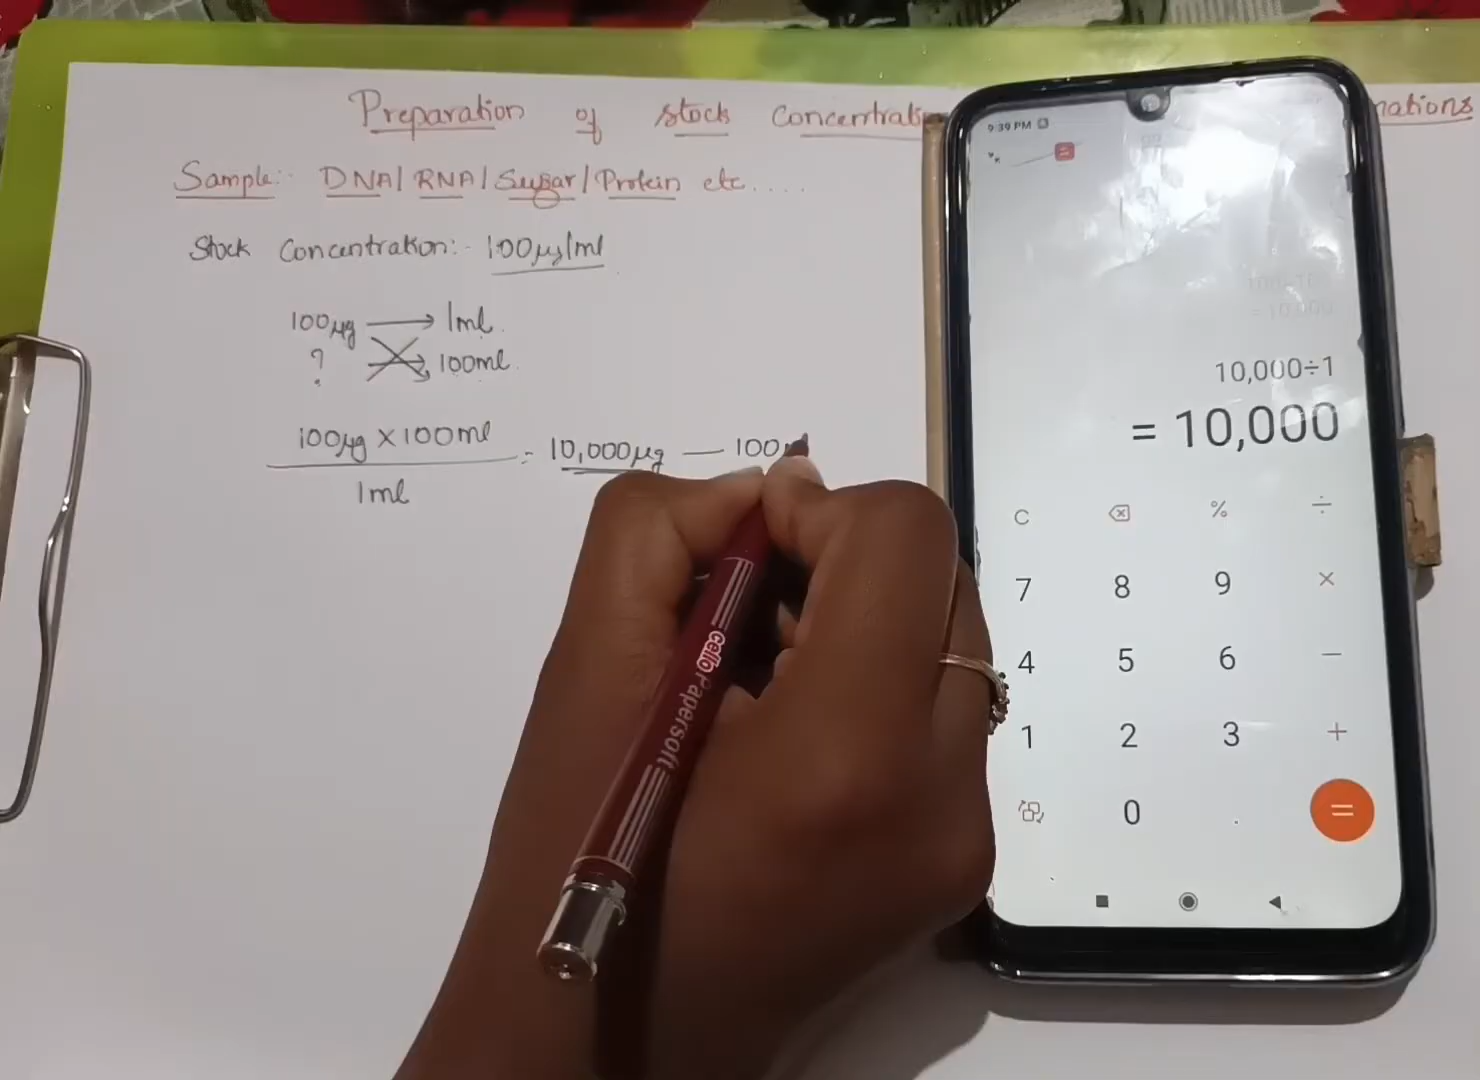 Preparation of stock Concentrati
nations
Sample:- DNA/ RNA/ Sugar/ Protein etc....
Stock Concentration:- 100μg/ml
100μg → 1ml.
? 100ml.
100μg × 100ml
1ml
= 10,000μg — 100
cello Papersoft
9:39 PM
10,000÷1
= 10,000
C % ÷
7 8 9 ×
4 5 6 −
1 2 3 +
0 . =